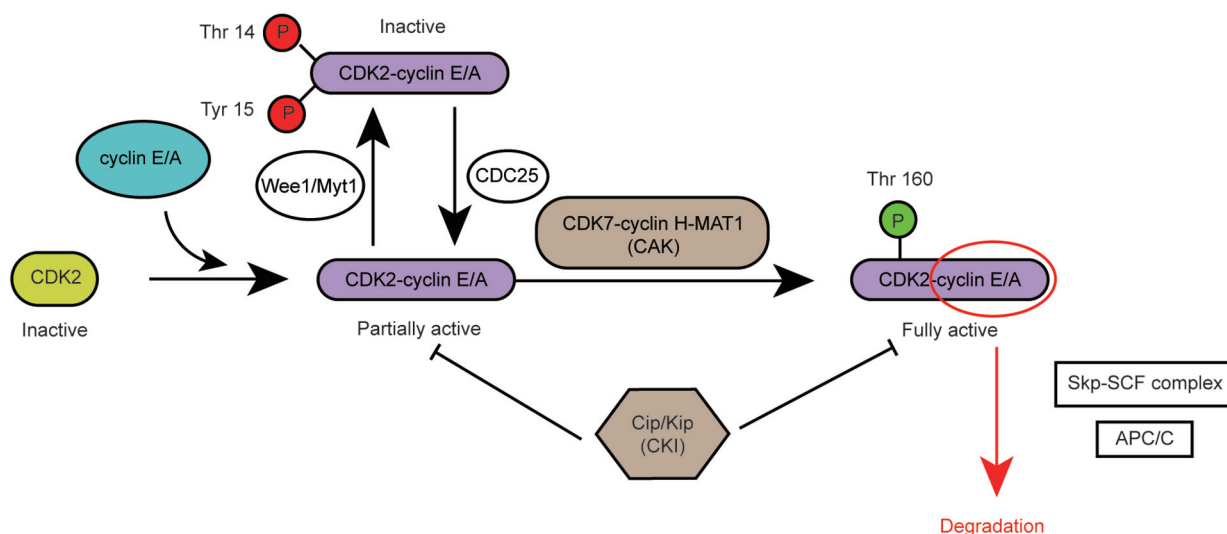 Thr 14
P
Inactive
CDK2-cyclin E/A
Tyr 15
P
cyclin E/A
Wee1/Myt1
CDC25
CDK7-cyclin H-MAT1
(CAK)
Thr 160
P
CDK2
CDK2-cyclin E/A
CDK2-cyclin E/A
Inactive
Partially active
Fully active
Cip/Kip
(CKI)
Skp-SCF complex
APC/C
Degradation